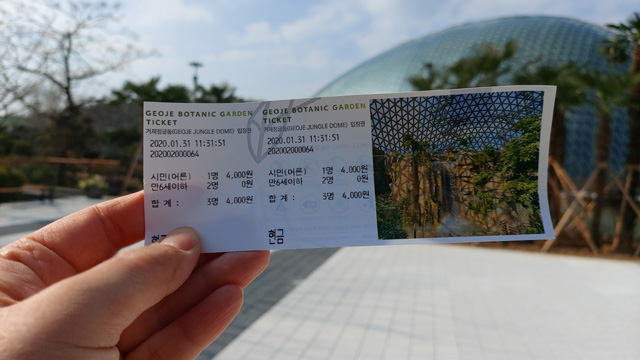 GEOJE BOTANIC GARDEN
TICKET
거제정글돔(GEOJE JUNGLE DOME) 입장권
2020.01.31 11:31:51
202002000064
시민(어른) 1명 4,000원
만6세이하 2명 0원
합 계 : 3명 4,000원
현금
GEOJE BOTANIC GARDEN
TICKET
거제정글돔(GEOJE JUNGLE DOME) 입장권
2020.01.31 11:31:51
202002000064
시민(어른) 1명 4,000원
만6세이하 2명 0원
합 계 : 3명 4,000원
현금